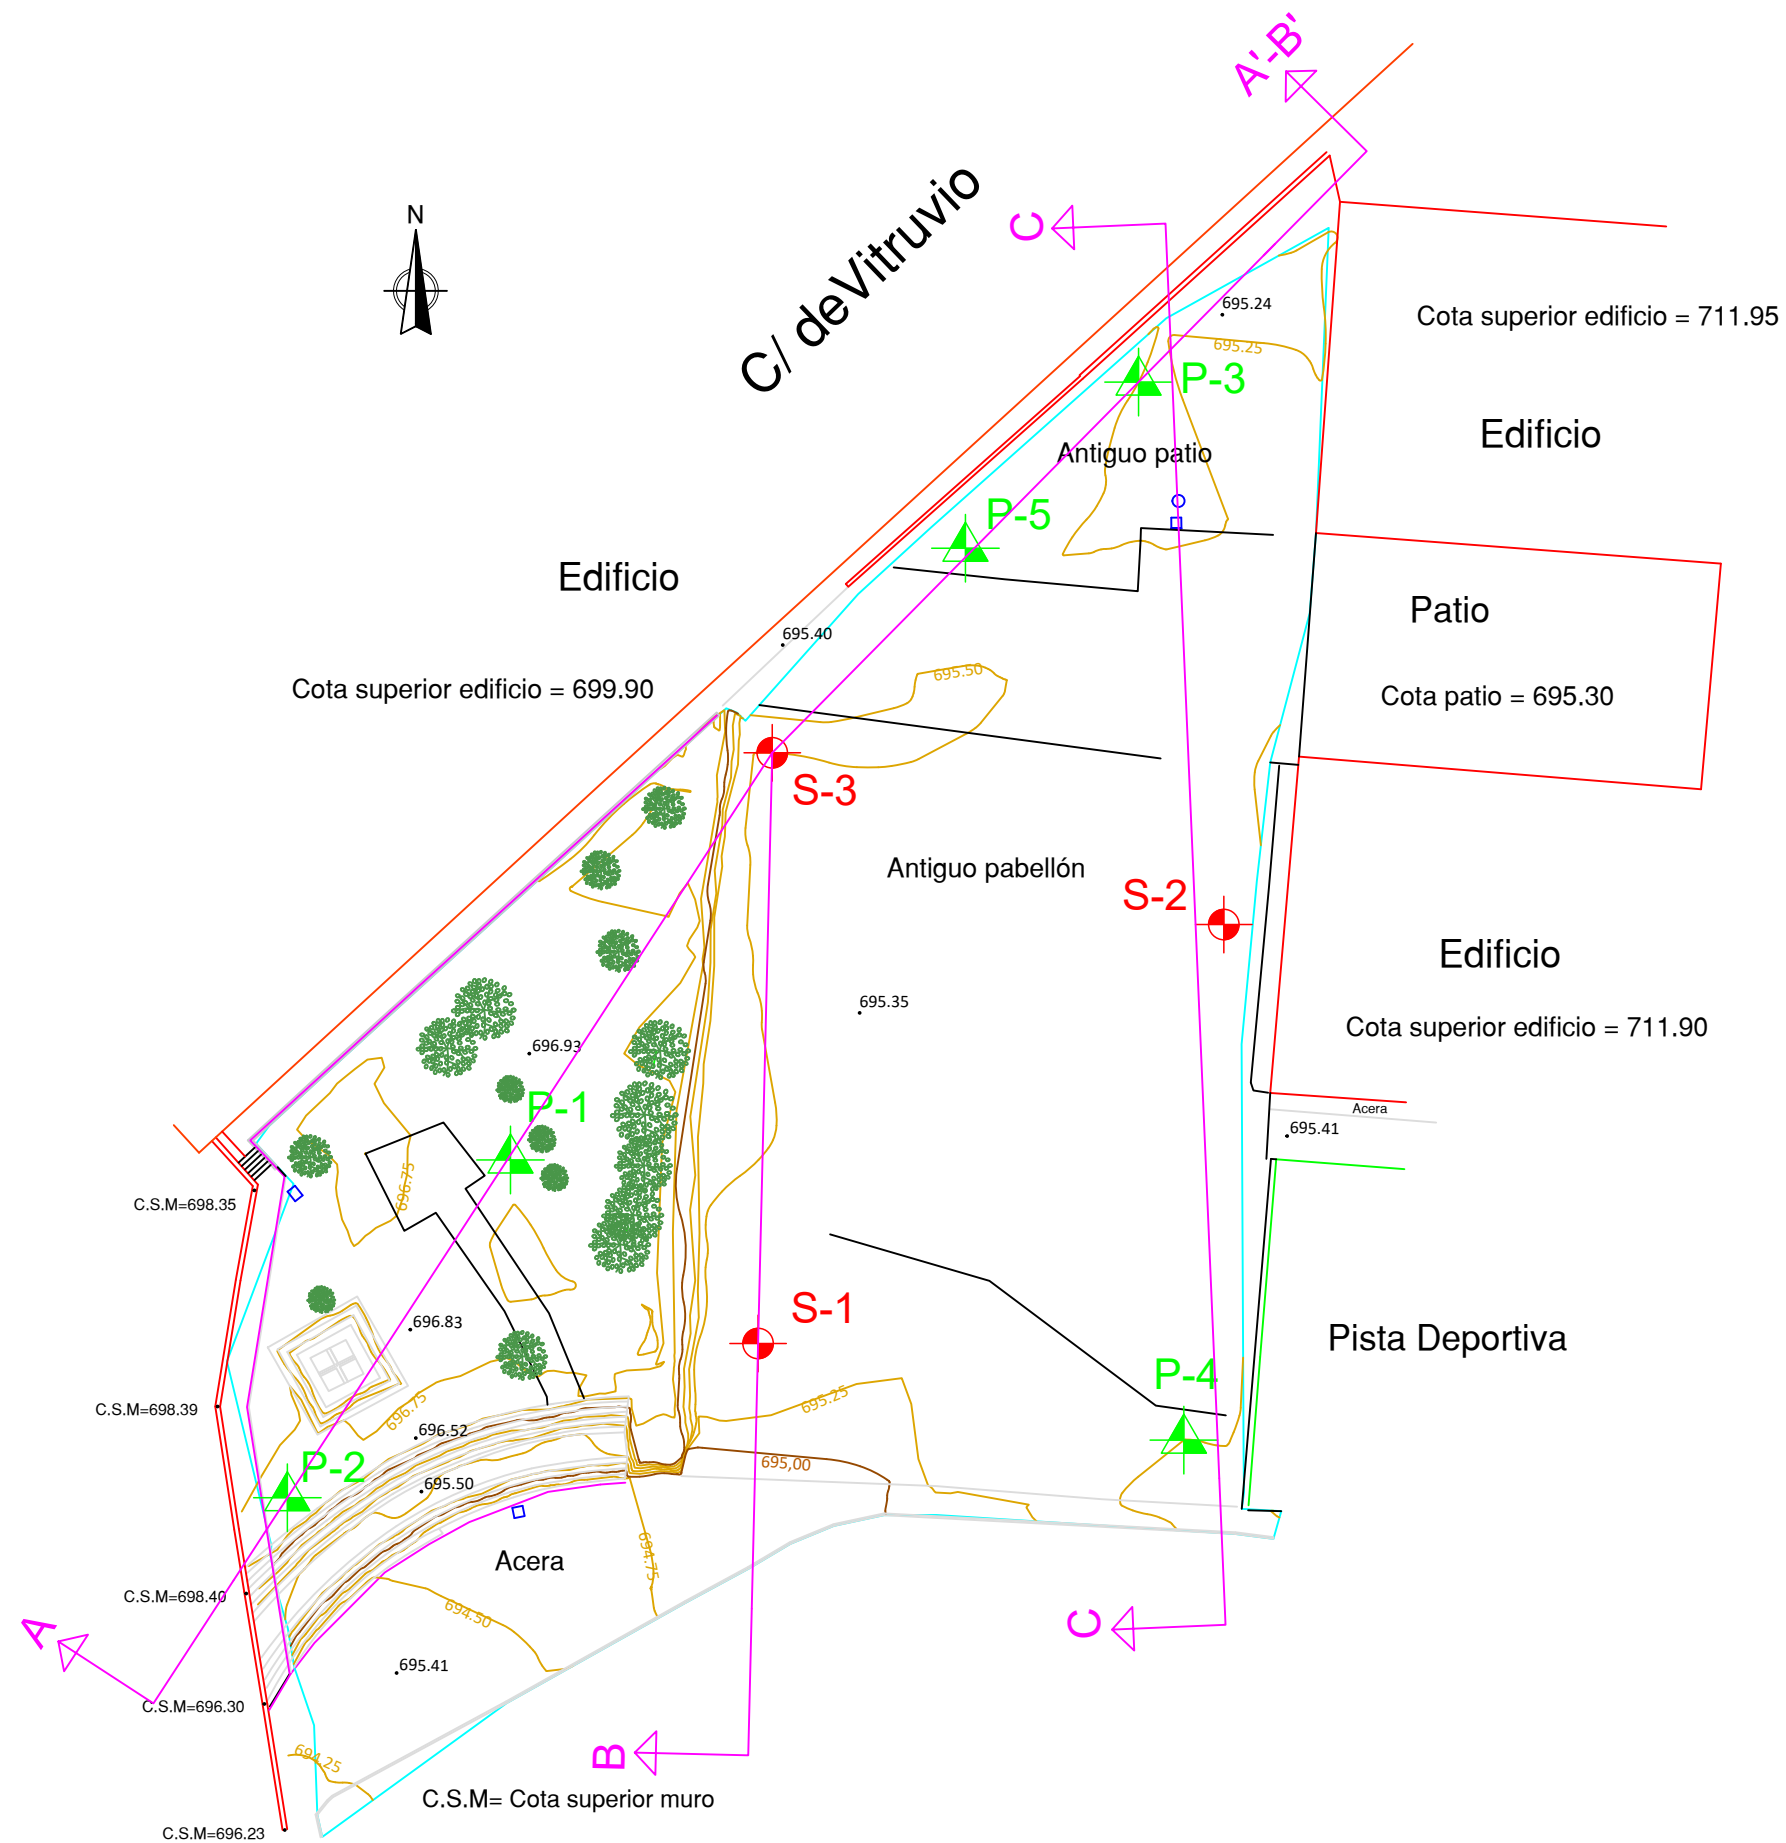 A'-B'
N
C
C/ deVitruvio
695.24
Cota superior edificio = 711.95
695.25
P-3
Edificio
Antiguo patio
P-5
Edificio
Patio
695.40
695.50
Cota superior edificio = 699.90
Cota patio = 695.30
S-3
Antiguo pabellón
S-2
Edificio
695.35
Cota superior edificio = 711.90
696.93
P-1
Acera
695.41
696.75
C.S.M=698.35
S-1
696.83
Pista Deportiva
P-4
695.25
C.S.M=698.39
696.75
696.52
P-2
695,00
695.50
694.75
Acera
C.S.M=698.40
694.50
A
C
695.41
C.S.M=696.30
694.25
B
C.S.M= Cota superior muro
C.S.M=696.23